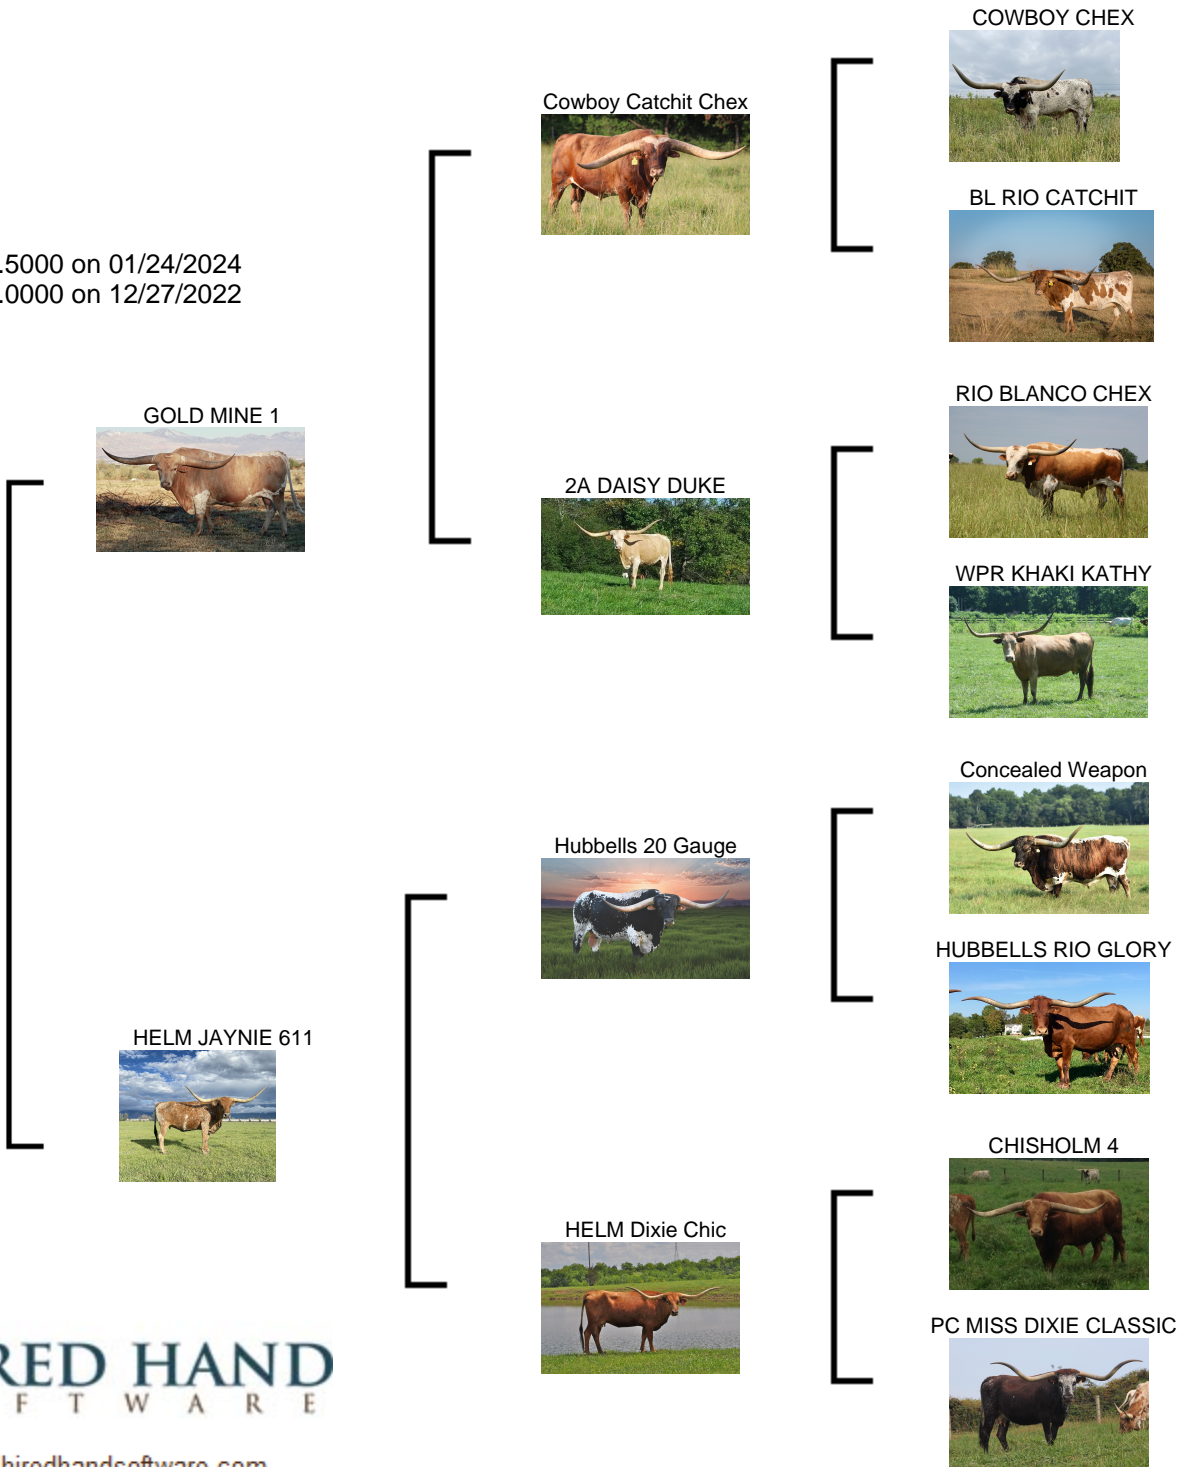 COWBOY CHEX
Cowboy Catchit Chex
BL RIO CATCHIT
.5000 on 01/24/2024
.0000 on 12/27/2022
RIO BLANCO CHEX
GOLD MINE 1
2A DAISY DUKE
WPR KHAKI KATHY
Concealed Weapon
Hubbells 20 Gauge
HUBBELLS RIO GLORY
HELM JAYNIE 611
CHISHOLM 4
HELM Dixie Chic
PC MISS DIXIE CLASSIC
RED HAND
F T W A R E
hiredhandsoftware.com